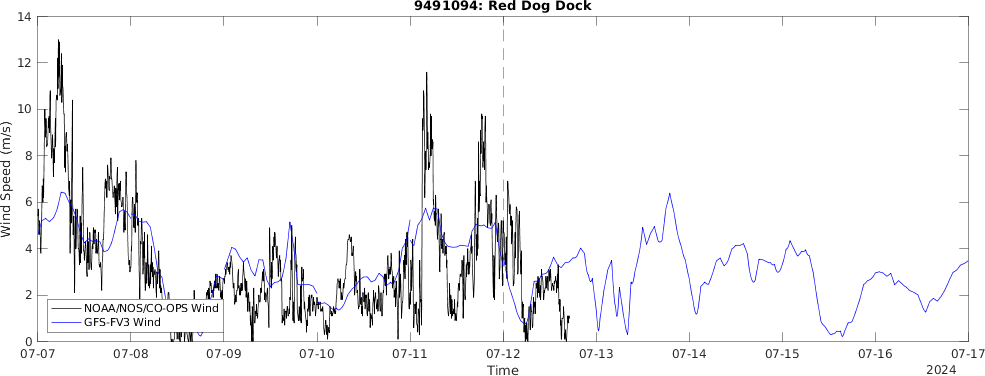 9491094: Red Dog Dock
Wind Speed (m/s)
14
12
10
8
6
4
2
0
NOAA/NOS/CO-OPS Wind
GFS-FV3 Wind
07-07 07-08 07-09 07-10 07-11 07-12 07-13 07-14 07-15 07-16 07-17
Time
2024